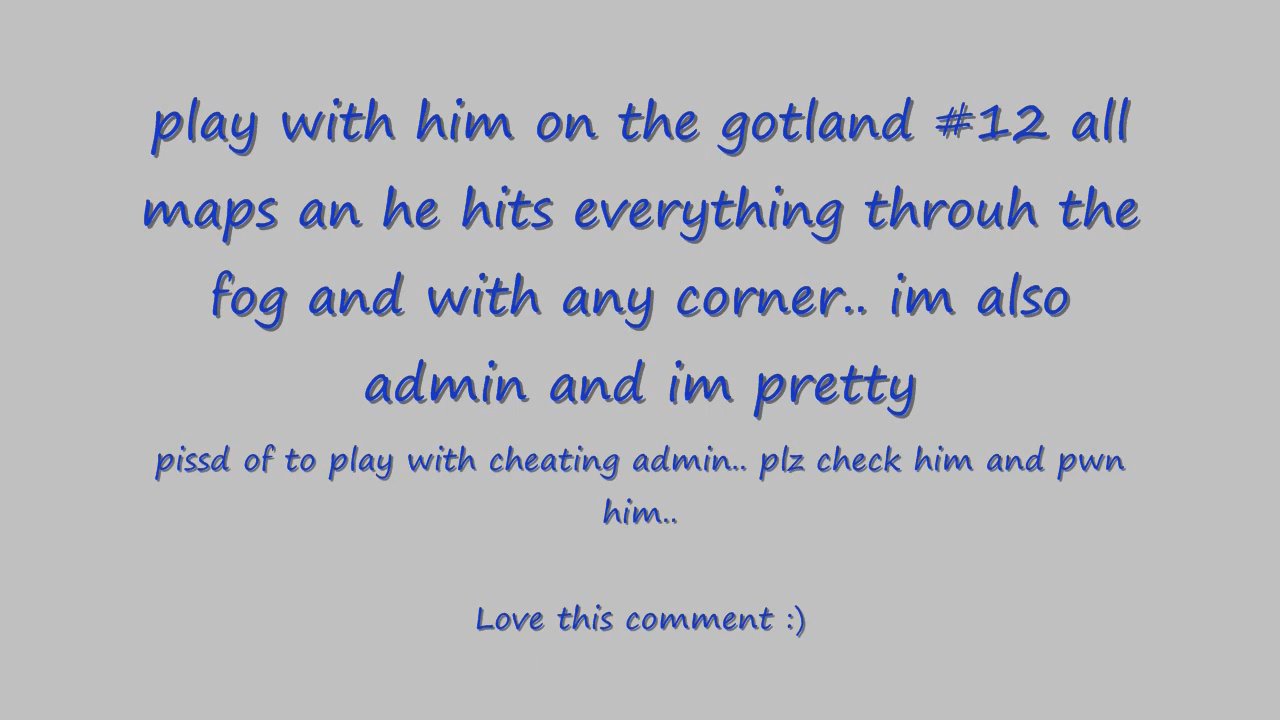 play with him on the gotland #12 all
maps an he hits everything throuh the
fog and with any corner.. im also
admin and im pretty
pissd of to play with cheating admin.. plz check him and pwn
him..
Love this comment :)